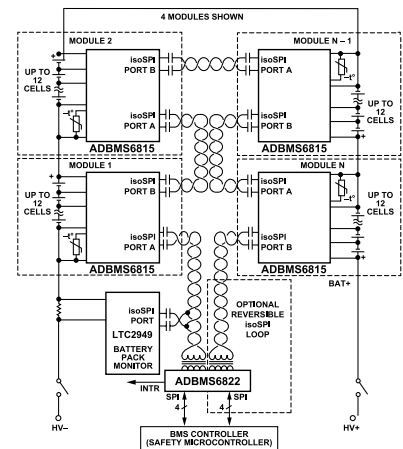 4 MODULES SHOWN
MODULE 2
+
UP TO
12
CELLS
–t°
isoSPI
PORT B
isoSPI
PORT A
ADBMS6815
MODULE N – 1
isoSPI
PORT A
isoSPI
PORT B
–t°
UP TO
12
CELLS
+
ADBMS6815
MODULE 1
+
UP TO
12
CELLS
–t°
isoSPI
PORT B
isoSPI
PORT A
ADBMS6815
MODULE N
isoSPI
PORT A
isoSPI
PORT B
–t°
UP TO
12
CELLS
+
ADBMS6815
BAT+
isoSPI
PORT
LTC2949
BATTERY
PACK
MONITOR
OPTIONAL
REVERSIBLE
isoSPI
LOOP
INTR
ADBMS6822
SPI
4
SPI
4
HV–
HV+
BMS CONTROLLER
(SAFETY MICROCONTROLLER)